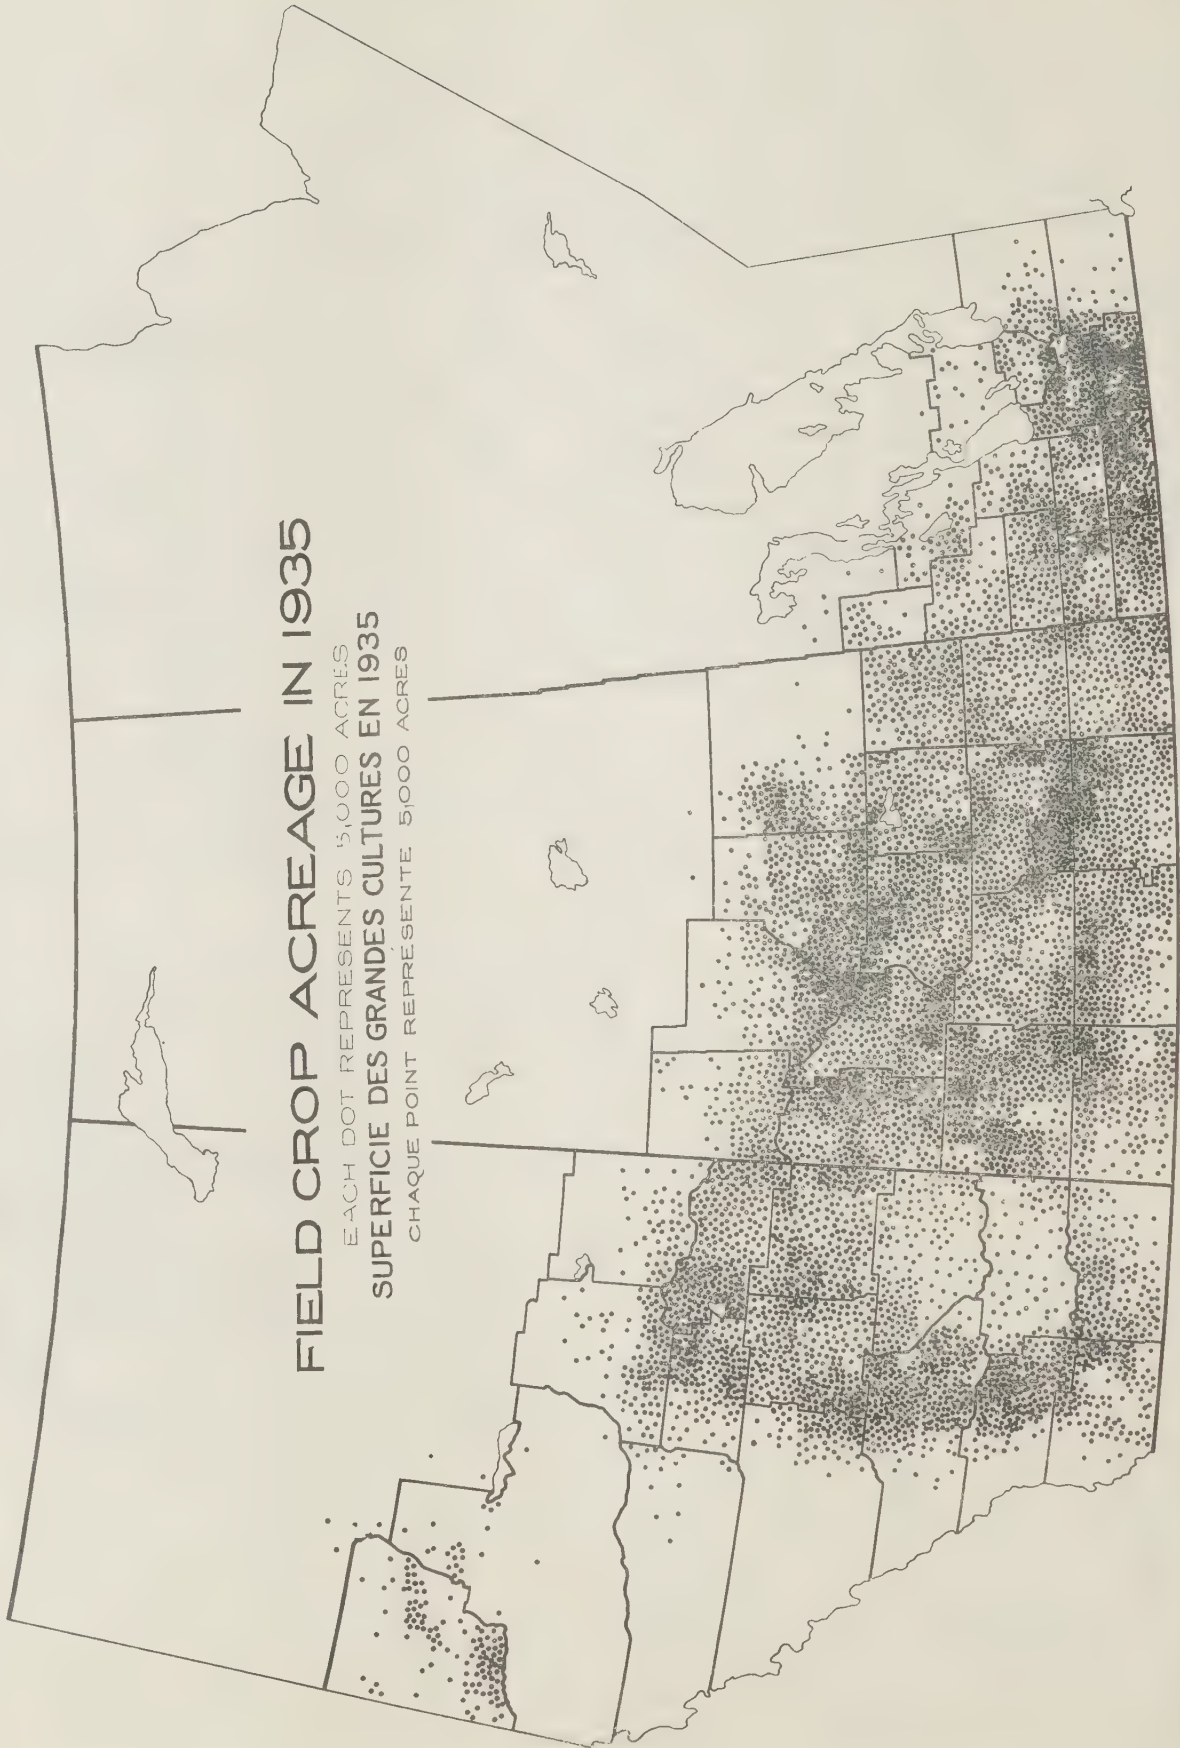 FIELD CROP ACREAGE IN 1935
EACH DOT REPRESENTS 5,000 ACRES
SUPERFICIE DES GRANDES CULTURES EN 1935
CHAQUE POINT REPRÉSENTE 5,000 ACRES